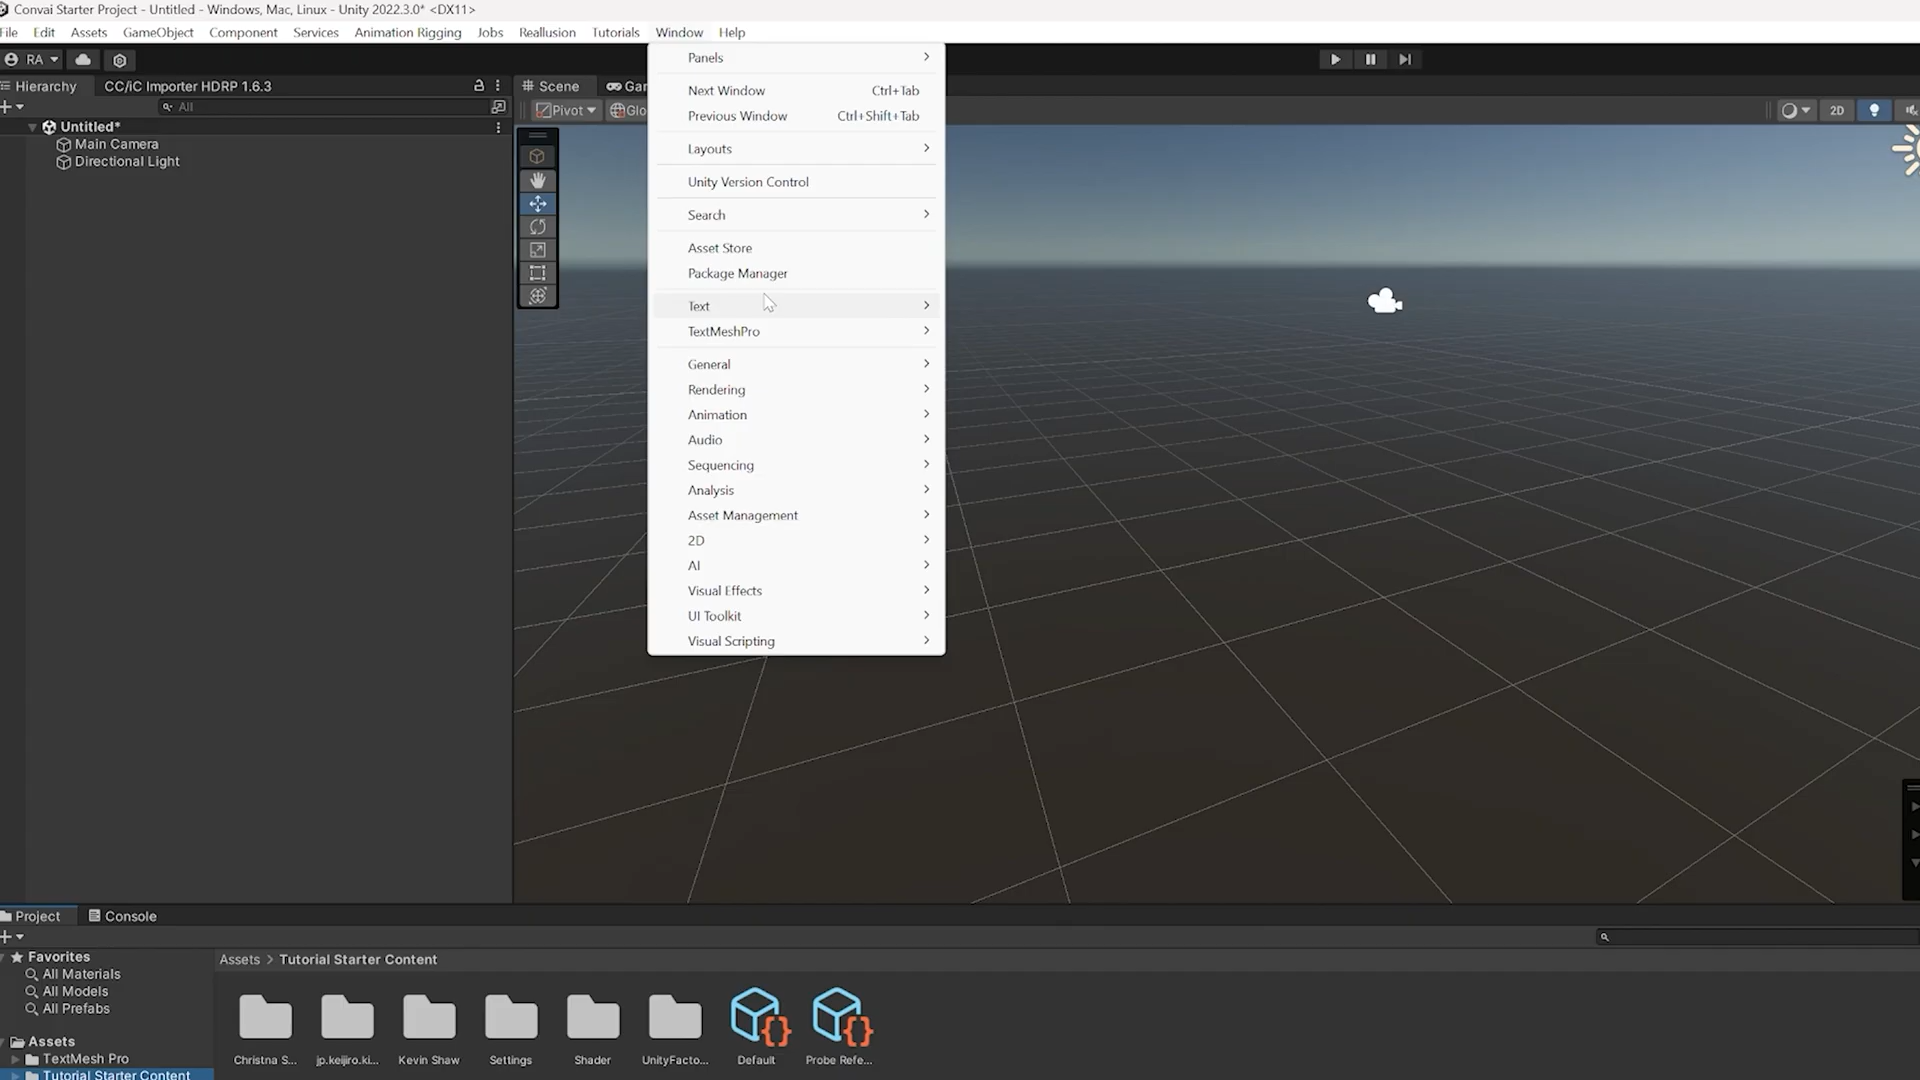 Convai Starter Project - Untitled - Windows, Mac, Linux - Unity 2022.3.0* <DX11>
File Edit Assets GameObject Component Services Animation Rigging Jobs Reallusion Tutorials Window Help
RA
Hierarchy CC/iC Importer HDRP 1.6.3
All
Untitled*
Main Camera
Directional Light
Scene
Pivot
2D
Panels
Next Window Ctrl+Tab
Previous Window Ctrl+Shift+Tab
Layouts
Unity Version Control
Search
Asset Store
Package Manager
Text
TextMeshPro
General
Rendering
Animation
Audio
Sequencing
Analysis
Asset Management
2D
AI
Visual Effects
UI Toolkit
Visual Scripting
Project Console
Favorites
All Materials
All Models
All Prefabs
Assets
TextMesh Pro
Tutorial Starter Content
Assets > Tutorial Starter Content
Christna S...
jp.keijiro.ki...
Kevin Shaw
Settings
Shader
UnityFacto...
Default
Probe Refe...